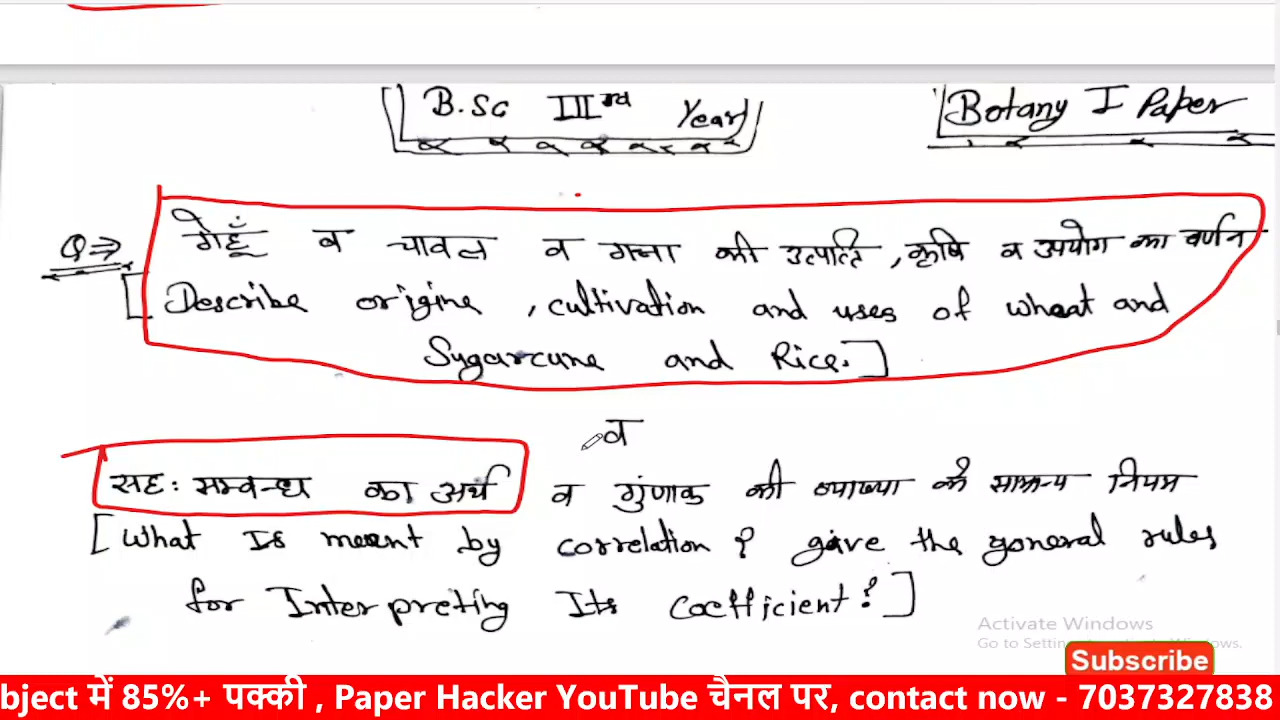 B.Sc III Year
Botany I Paper
Q⇒ गेहूँ व चावल व गन्ना की उत्पत्ति, कृषि व उपयोग का वर्णन
[Describe origine, cultivation and uses of wheat and
Sygarcune and Rice.]
व
सह: सम्बन्ध का अर्थ व गुंणाक की व्याख्या के सामान्य नियम
[What Is meant by correlation? give the general rules
for Interpreting Its Coefficient?]
Activate Windows
Subscribe
bject में 85%+ पक्की , Paper Hacker YouTube चैनल पर, contact now - 7037327838